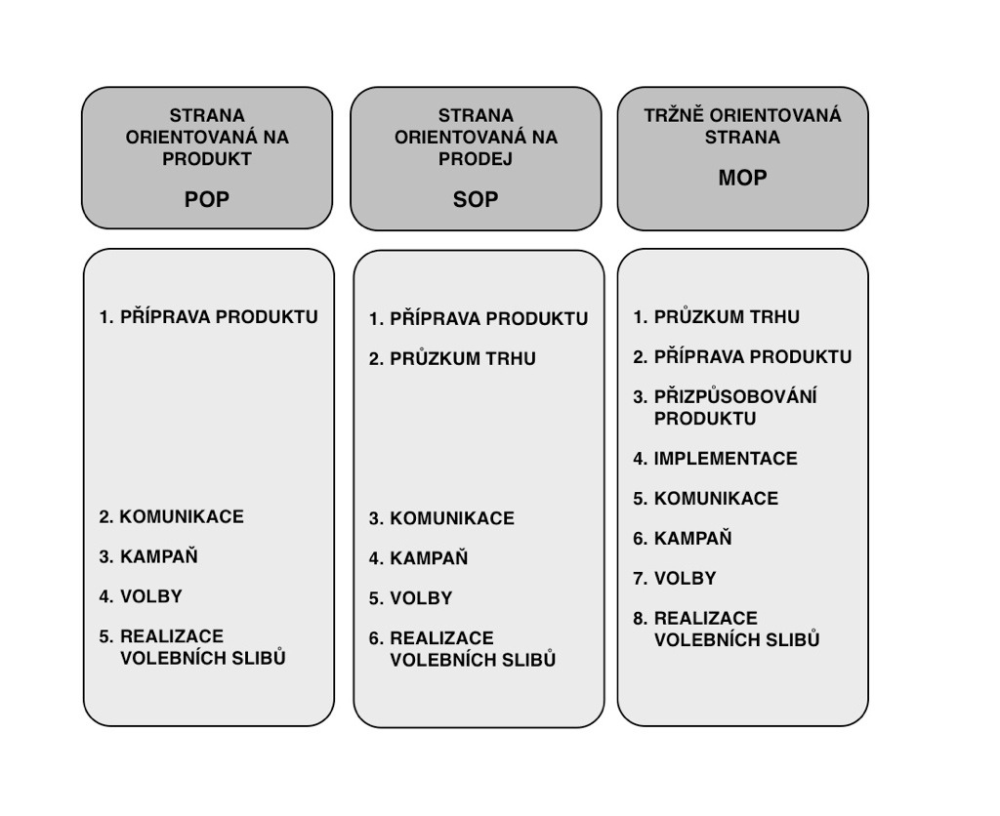 STRANA
ORIENTOVANÁ NA
PRODUKT
POP
STRANA
ORIENTOVANÁ NA
PRODEJ
SOP
TRŽNĚ ORIENTOVANÁ
STRANA
MOP
1. PŘÍPRAVA PRODUKTU
2. KOMUNIKACE
3. KAMPAŇ
4. VOLBY
5. REALIZACE
VOLEBNÍCH SLIBŮ
1. PŘÍPRAVA PRODUKTU
2. PRŮZKUM TRHU
3. KOMUNIKACE
4. KAMPAŇ
5. VOLBY
6. REALIZACE
VOLEBNÍCH SLIBŮ
1. PRŮZKUM TRHU
2. PŘÍPRAVA PRODUKTU
3. PŘIZPŮSOBOVÁNÍ
PRODUKTU
4. IMPLEMENTACE
5. KOMUNIKACE
6. KAMPAŇ
7. VOLBY
8. REALIZACE
VOLEBNÍCH SLIBŮ